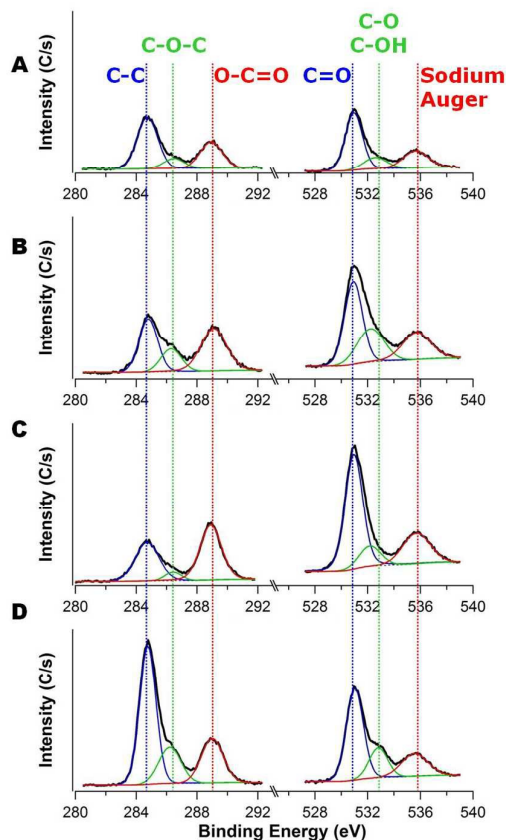 C-O
C-O-C C-OH
A
C-C O-C=O C=O Sodium
Auger
Intensity (C/s)
280 284 288 292 528 532 536 540
B
Intensity (C/s)
280 284 288 292 528 532 536 540
C
Intensity (C/s)
280 284 288 292 528 532 536 540
D
Intensity (C/s)
280 284 288 292 528 532 536 540
Binding Energy (eV)